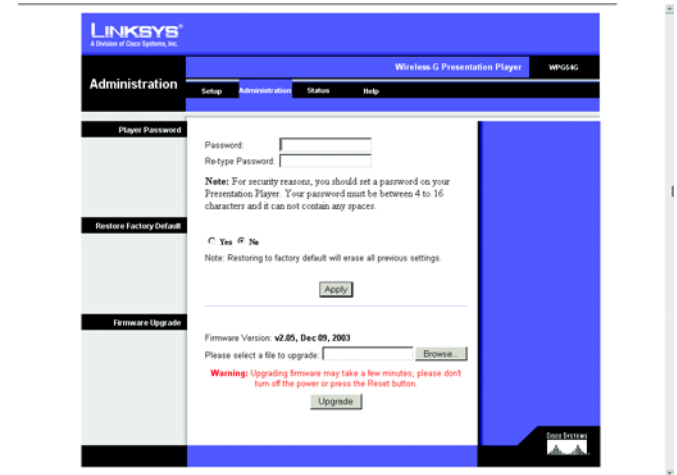 LINKSYS®
A Division of Cisco Systems, Inc.
Wireless-G Presentation Player WPG54G
Administration
Setup Administration Status Help
Player Password
Password:
Re-type Password:
Note: For security reasons, you should set a password on your
Presentation Player. Your password must be between 4 to 16
characters and it can not contain any spaces.
Restore Factory Default
Yes No
Note: Restoring to factory default will erase all previous settings.
Apply
Firmware Upgrade
Firmware Version: v2.05, Dec 09, 2003
Please select a file to upgrade: Browse...
Warning: Upgrading firmware may take a few minutes; please don't
turn off the power or press the Reset button.
Upgrade
CISCO SYSTEMS